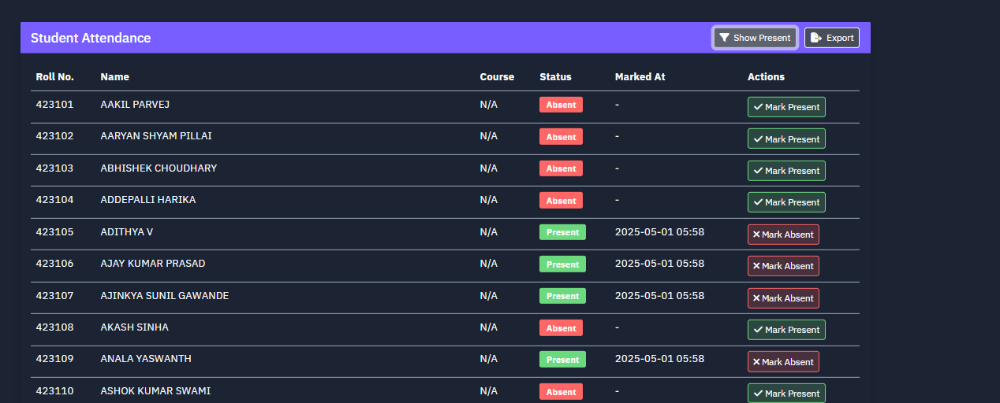 Student Attendance Show Present Export
Roll No. Name Course Status Marked At Actions
423101 AAKIL PARVEJ N/A Absent - Mark Present
423102 AARYAN SHYAM PILLAI N/A Absent - Mark Present
423103 ABHISHEK CHOUDHARY N/A Absent - Mark Present
423104 ADDEPALLI HARIKA N/A Absent - Mark Present
423105 ADITHYA V N/A Present 2025-05-01 05:58 Mark Absent
423106 AJAY KUMAR PRASAD N/A Present 2025-05-01 05:58 Mark Absent
423107 AJINKYA SUNIL GAWANDE N/A Present 2025-05-01 05:58 Mark Absent
423108 AKASH SINHA N/A Absent - Mark Present
423109 ANALA YASWANTH N/A Present 2025-05-01 05:58 Mark Absent
423110 ASHOK KUMAR SWAMI N/A Absent - Mark Present